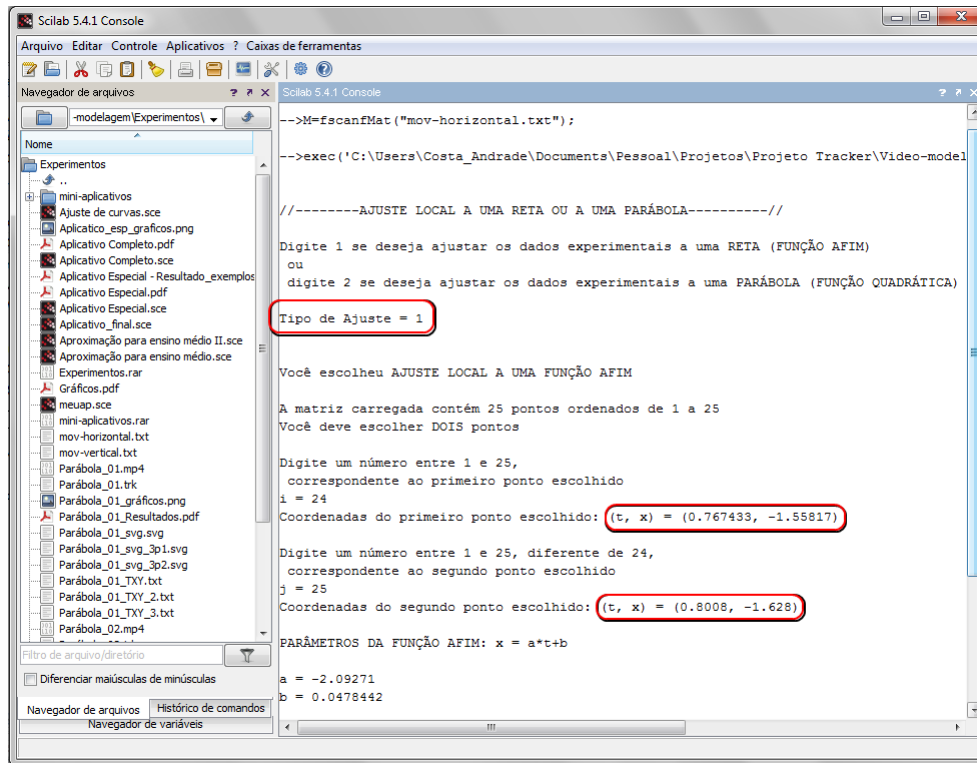 Scilab 5.4.1 Console
Arquivo Editar Controle Aplicativos ? Caixas de ferramentas
Navegador de arquivos
-modelagem\Experimentos\
Nome
Experimentos
..
mini-aplicativos
Ajuste de curvas.sce
Aplicatico_esp_graficos.png
Aplicativo Completo.pdf
Aplicativo Completo.sce
Aplicativo Especial - Resultado_exemplos
Aplicativo Especial.pdf
Aplicativo Especial.sce
Aplicativo_final.sce
Aproximação para ensino médio II.sce
Aproximação para ensino médio.sce
Experimentos.rar
Gráficos.pdf
meuap.sce
mini-aplicativos.rar
mov-horizontal.txt
mov-vertical.txt
Parábola_01.mp4
Parábola_01.trk
Parábola_01_gráficos.png
Parábola_01_Resultados.pdf
Parábola_01_svg.svg
Parábola_01_svg_3p1.svg
Parábola_01_svg_3p2.svg
Parábola_01_TXY.txt
Parábola_01_TXY_2.txt
Parábola_01_TXY_3.txt
Parábola_02.mp4
Filtro de arquivo/diretório
Diferenciar maiúsculas de minúsculas
Navegador de arquivos Histórico de comandos
Navegador de variáveis
Scilab 5.4.1 Console
-->M=fscanfMat("mov-horizontal.txt");
-->exec('C:\Users\Costa_Andrade\Documents\Pessoal\Projetos\Projeto Tracker\Video-model
//--------AJUSTE LOCAL A UMA RETA OU A UMA PARÁBOLA----------//
Digite 1 se deseja ajustar os dados experimentais a uma RETA (FUNÇÃO AFIM)
ou
digite 2 se deseja ajustar os dados experimentais a uma PARÁBOLA (FUNÇÃO QUADRÁTICA)
Tipo de Ajuste = 1
Você escolheu AJUSTE LOCAL A UMA FUNÇÃO AFIM
A matriz carregada contém 25 pontos ordenados de 1 a 25
Você deve escolher DOIS pontos
Digite um número entre 1 e 25,
correspondente ao primeiro ponto escolhido
i = 24
Coordenadas do primeiro ponto escolhido: (t, x) = (0.767433, -1.55817)
Digite um número entre 1 e 25, diferente de 24,
correspondente ao segundo ponto escolhido
j = 25
Coordenadas do segundo ponto escolhido: (t, x) = (0.8008, -1.628)
PARÂMETROS DA FUNÇÃO AFIM: x = a*t+b
a = -2.09271
b = 0.0478442